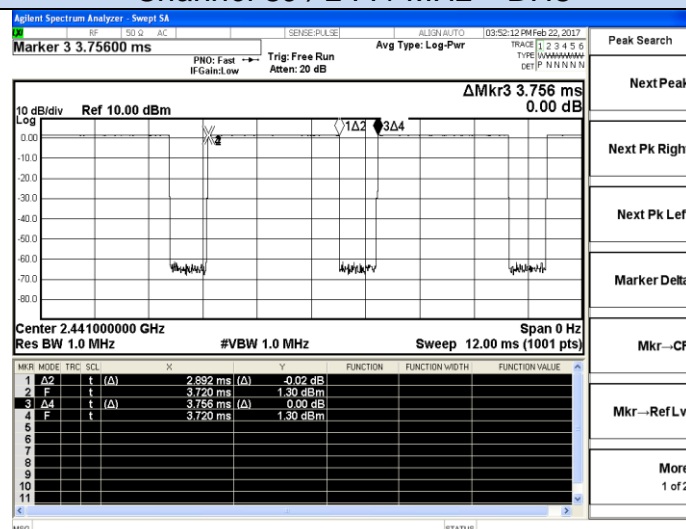 Agilent Spectrum Analyzer - Swept SA
RF 50 Ω AC SENSE:PULSE ALIGN AUTO 03:52:12 PM Feb 22, 2017
Marker 3 3.75600 ms Avg Type: Log-Pwr TRACE 1 2 3 4 5 6
PNO: Fast Trig: Free Run TYPE WWWWWW
IFGain:Low Atten: 20 dB DET P N N N N N
ΔMkr3 3.756 ms
0.00 dB
10 dB/div Ref 10.00 dBm
Log
1Δ2 3Δ4
0.00
-10.0
-20.0
-30.0
-40.0
-50.0
-60.0
-70.0
-80.0
Center 2.441000000 GHz Span 0 Hz
Res BW 1.0 MHz #VBW 1.0 MHz Sweep 12.00 ms (1001 pts)
MKR MODE TRC SCL X Y FUNCTION FUNCTION WIDTH FUNCTION VALUE
1 Δ2 t (Δ) 2.892 ms (Δ) -0.02 dB
2 F t 3.720 ms 1.30 dBm
3 Δ4 t (Δ) 3.756 ms (Δ) 0.00 dB
4 F t 3.720 ms 1.30 dBm
5
6
7
8
9
10
11
MSG STATUS
Peak Search
Next Peak
Next Pk Right
Next Pk Left
Marker Delta
Mkr→CF
Mkr→Ref Lv
More
1 of 2